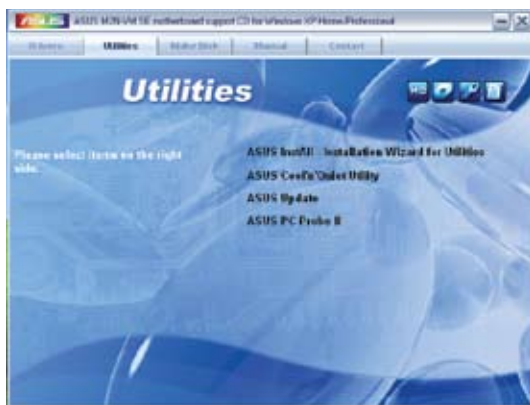 ASUS M2N-VM SE motherboard support CD for Windows XP Home/Professional
Drivers Utilities Make Disk Manual Contact
Utilities
Please select items on the right
side.
ASUS InstAll - Installation Wizard for Utilities
ASUS Cool'n'Quiet Utility
ASUS Update
ASUS PC Probe II